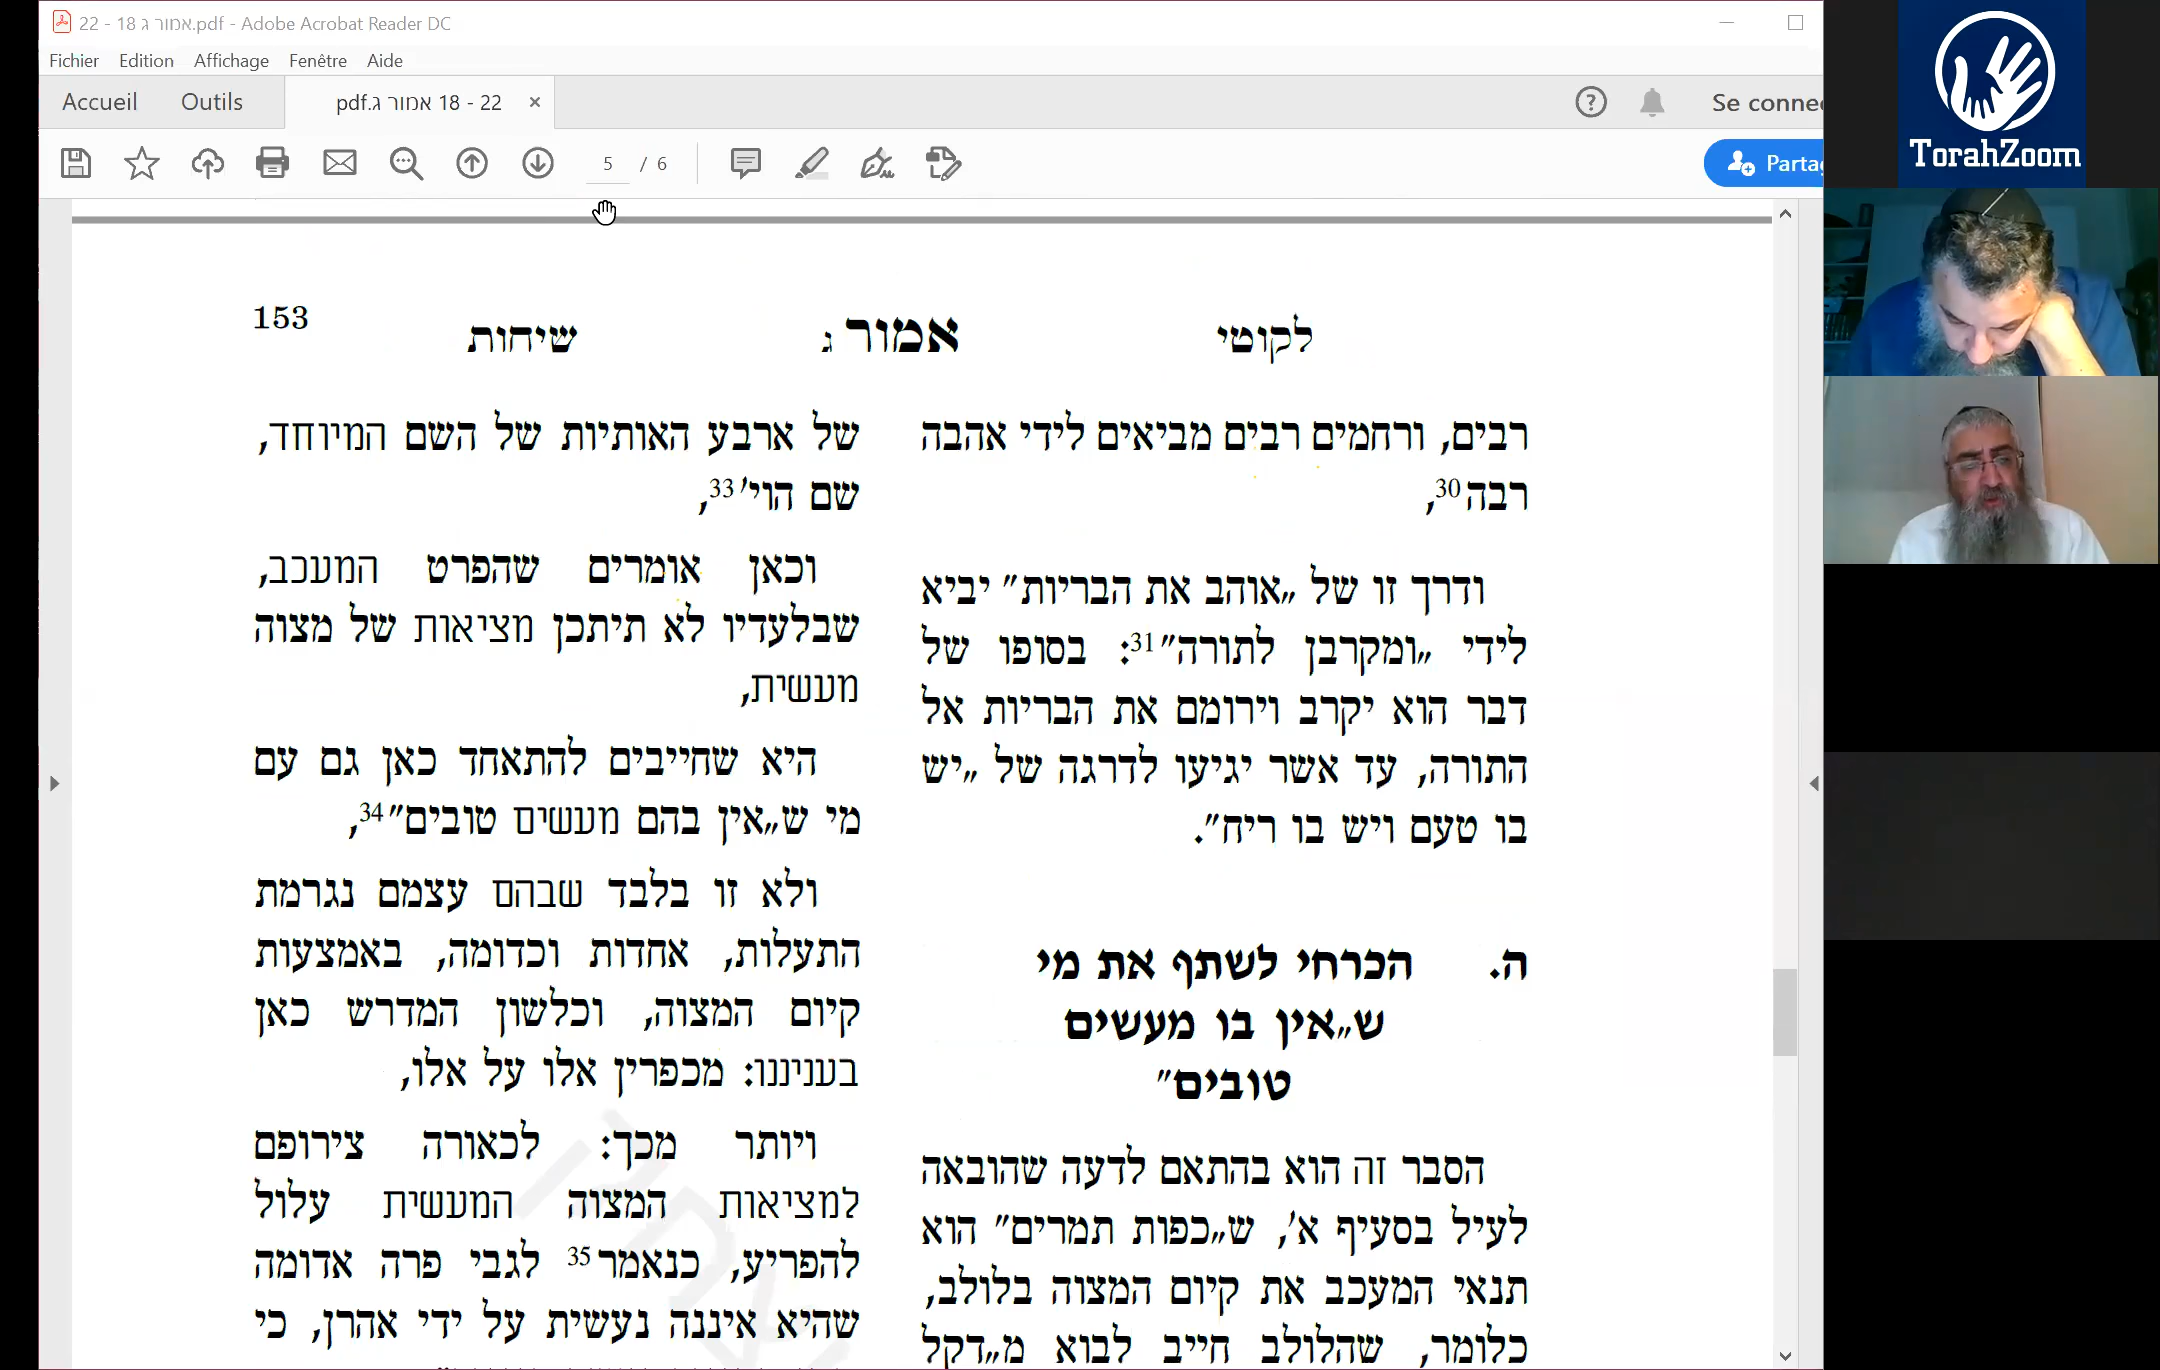 22 - 18 אמור ג.pdf - Adobe Acrobat Reader DC
Fichier Edition Affichage Fenêtre Aide
Accueil Outils pdf.אמור ג 18 - 22 ×
Se connec
5 / 6
Partag
TorahZoom
לקוטי אמור ג שיחות 153
רבים, ורחמים רבים מביאים לידי אהבה
רבה30,
ודרך זו של „אוהב את הבריות״ יביא
לידי „ומקרבן לתורה״31: בסופו של
דבר הוא יקרב וירומם את הבריות אל
התורה, עד אשר יגיעו לדרגה של „יש
בו טעם ויש בו ריח״.
ה. הכרחי לשתף את מי
ש„אין בו מעשים
טובים״
הסבר זה הוא בהתאם לדעה שהובאה
לעיל בסעיף א׳, ש„כפות תמרים״ הוא
תנאי המעכב את קיום המצוה בלולב,
כלומר, שהלולב חייב לבוא מ„דקל
של ארבע האותיות של השם המיוחד,
שם הוי׳33,
וכאן אומרים שהפרט המעכב,
שבלעדיו לא תיתכן מציאות של מצוה
מעשית,
היא שחייבים להתאחד כאן גם עם
מי ש„אין בהם מעשים טובים״34,
ולא זו בלבד שבהם עצמם נגרמת
התעלות, אחדות וכדומה, באמצעות
קיום המצוה, וכלשון המדרש כאן
בעניננו: מכפרין אלו על אלו,
ויותר מכך: לכאורה צירופם
למציאות המצוה המעשית עלול
להפריע, כנאמר35 לגבי פרה אדומה
שהיא איננה נעשית על ידי אהרן, כי